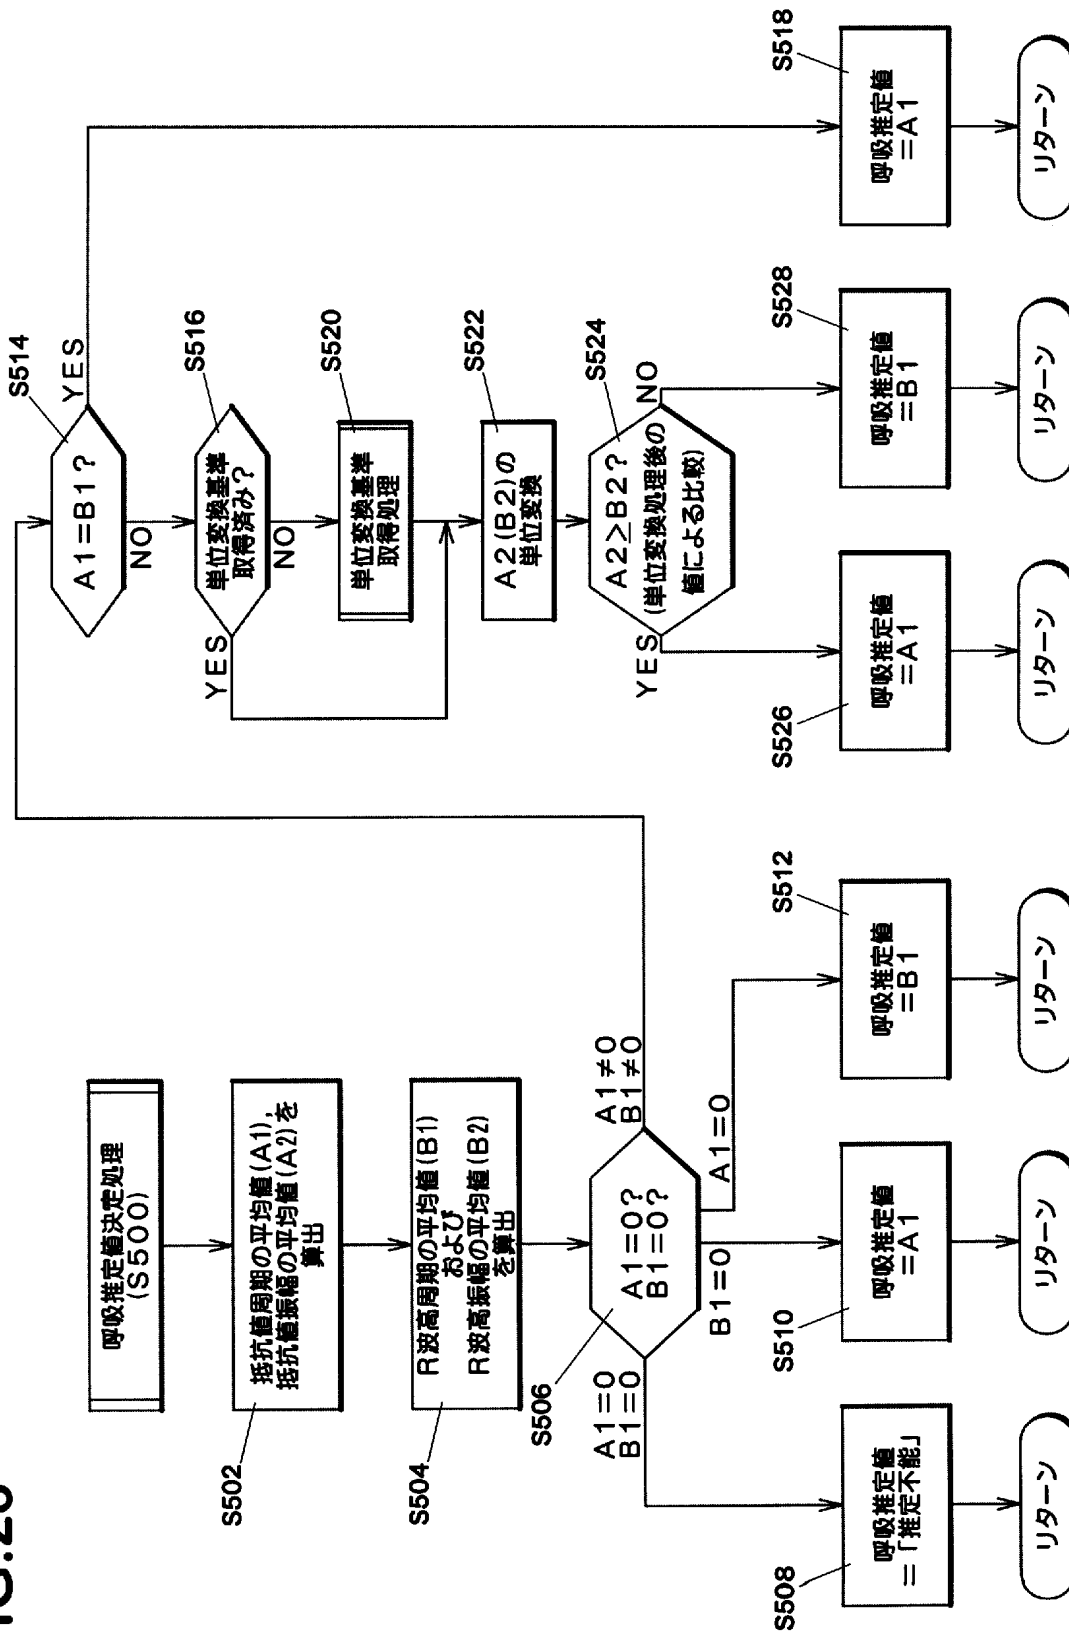 呼吸推定値決定処理
(S500)
S502
抵抗値周期の平均値(A1),
抵抗値振幅の平均値(A2)を
算出
S504
R波高周期の平均値(B1)
および
R波高振幅の平均値(B2)
を算出
S506
A1=0?
B1=0?
A1=0
B1=0
B1=0
A1=0
A1≠0
B1≠0
S508
呼吸推定値
=「推定不能」
リターン
S510
呼吸推定値
=A1
リターン
S512
呼吸推定値
=B1
リターン
S514
A1=B1?
YES
NO
S516
単位変換基準
取得済み?
YES
NO
S520
単位変換基準
取得処理
S522
A2(B2)の
単位変換
S524
A2≥B2?
(単位変換処理後の
値による比較)
YES
NO
S526
呼吸推定値
=A1
リターン
S528
呼吸推定値
=B1
リターン
S518
呼吸推定値
=A1
リターン